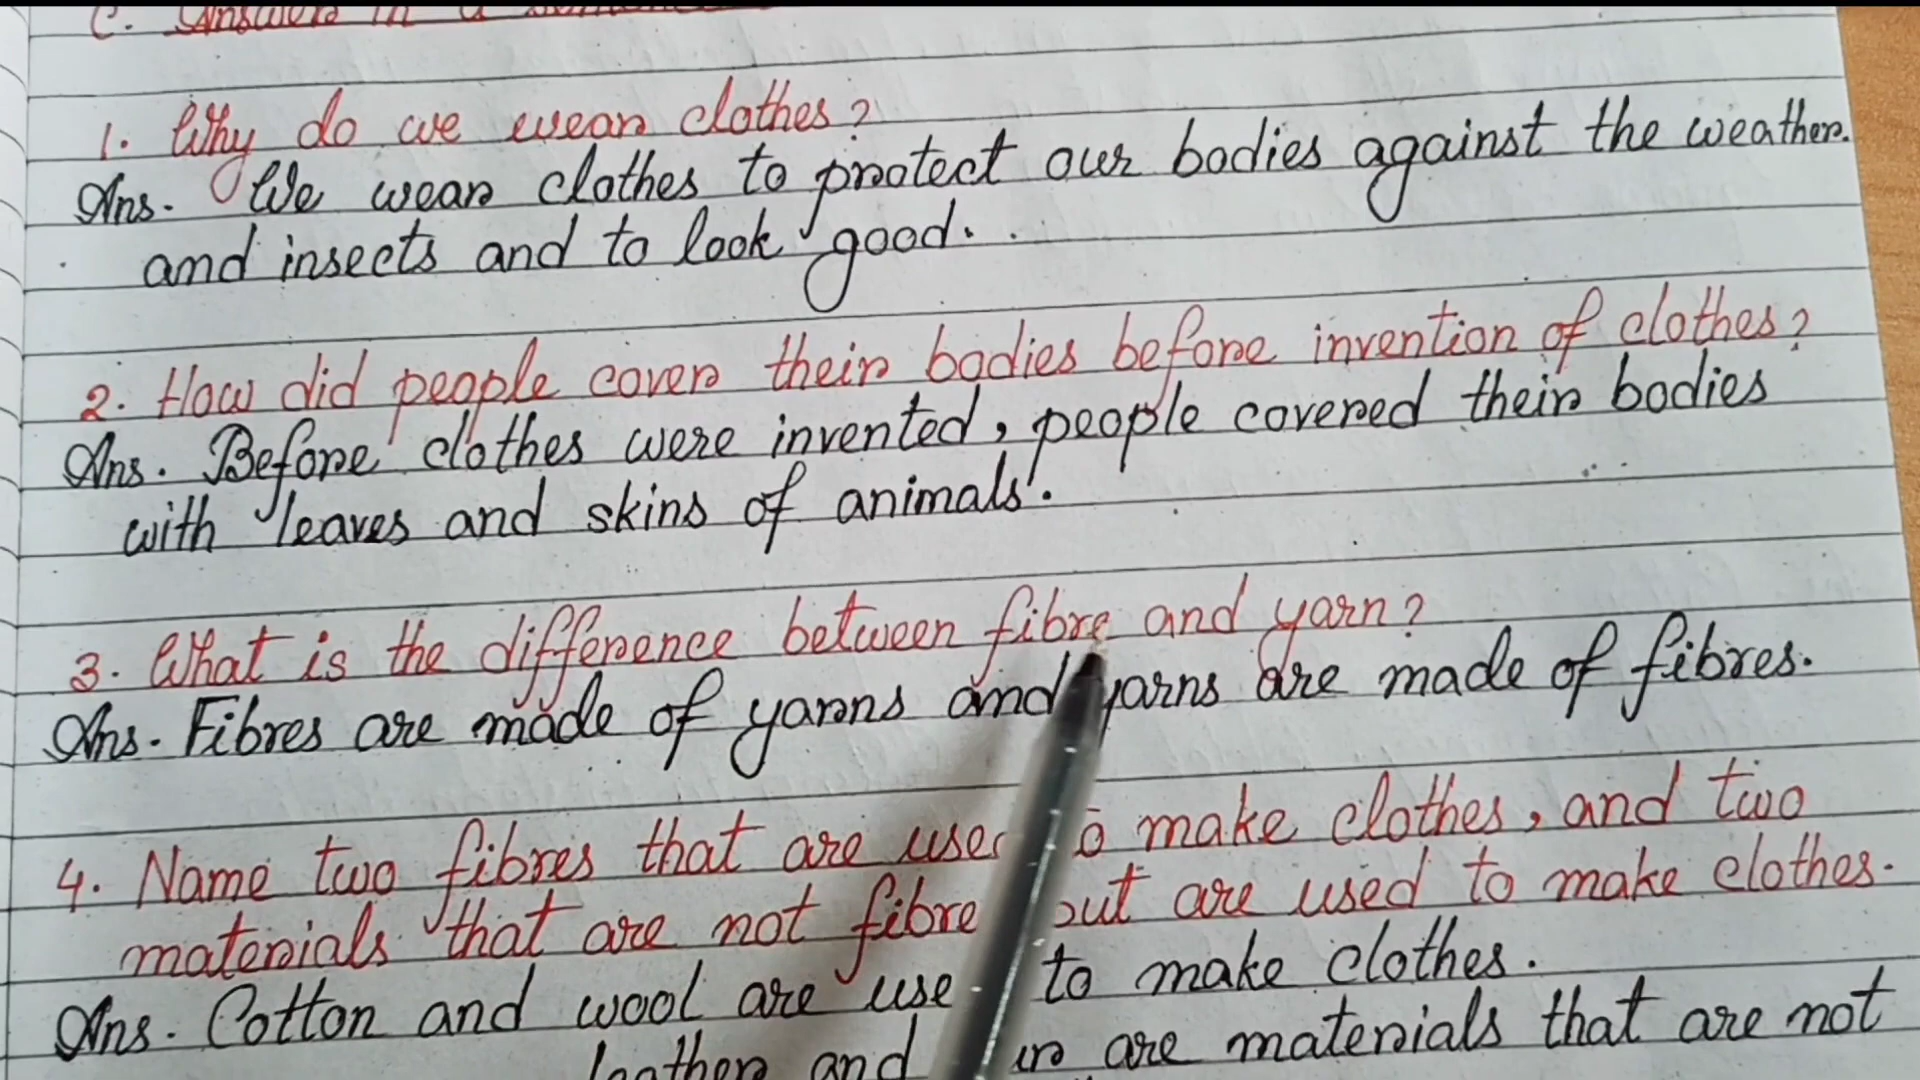 C. Answers in a
1. Why do we wear clothes?
Ans. We wear clothes to protect our bodies against the weather.
and insects and to look good.
2. How did people cover their bodies before invention of clothes?
Ans. Before clothes were invented, people covered their bodies
with leaves and skins of animals.
3. What is the difference between fibre and yarn?
Ans. Fibres are made of yarns and yarns are made of fibres.
4. Name two fibres that are to make clothes, and two
materials that are not fibre but are used to make clothes.
Ans. Cotton and wool are use to make clothes.
leather and are materials that are not